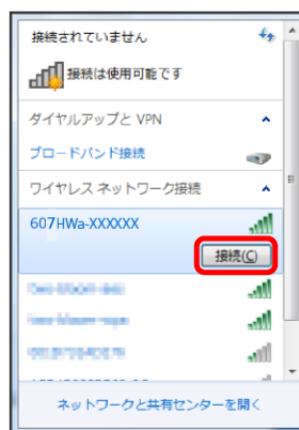 接続されていません
接続は使用可能です
ダイヤルアップと VPN
ブロードバンド接続
ワイヤレス ネットワーク接続
607HWa-XXXXXX
接続(C)
ネットワークと共有センターを開く